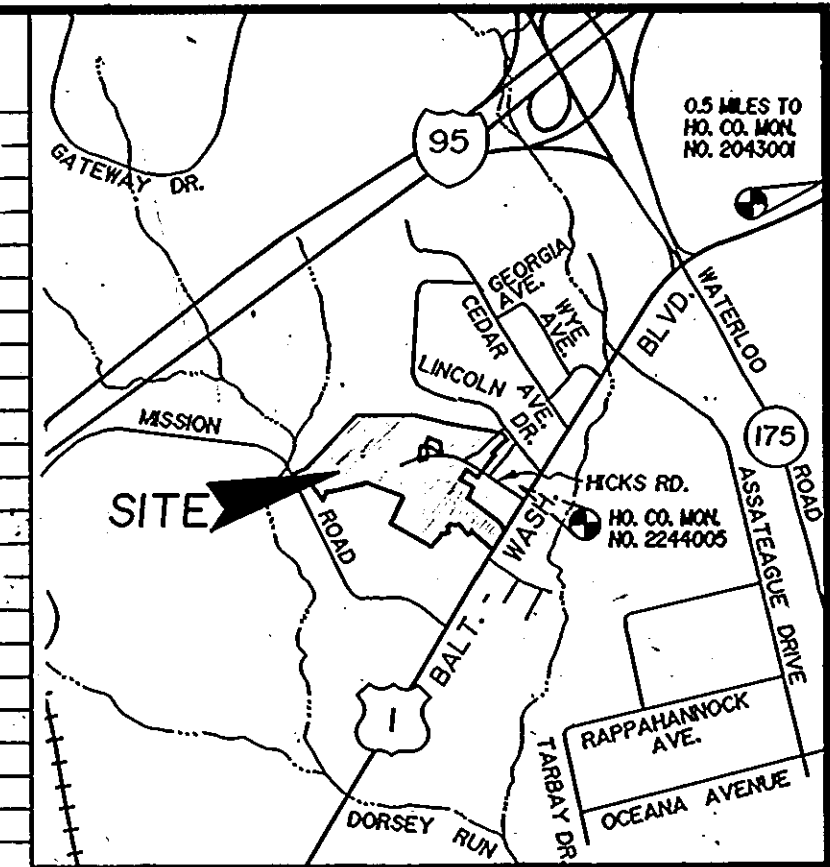 95
0.5 MILES TO
HO. CO. MON.
NO. 2043001
GATEWAY DR.
GEORGIA
AVE.
WYE
AVE.
CEDAR
AVE.
LINCOLN
DR.
BALT. - WASH. BLVD.
WATERLOO
ROAD
175
MISSION
ROAD
SITE
HICKS RD.
HO. CO. MON.
NO. 2244005
ASSATEAGUE DRIVE
1
RAPPAHANNOCK
AVE.
TARBAY DR.
OCEANA AVENUE
DORSEY RUN